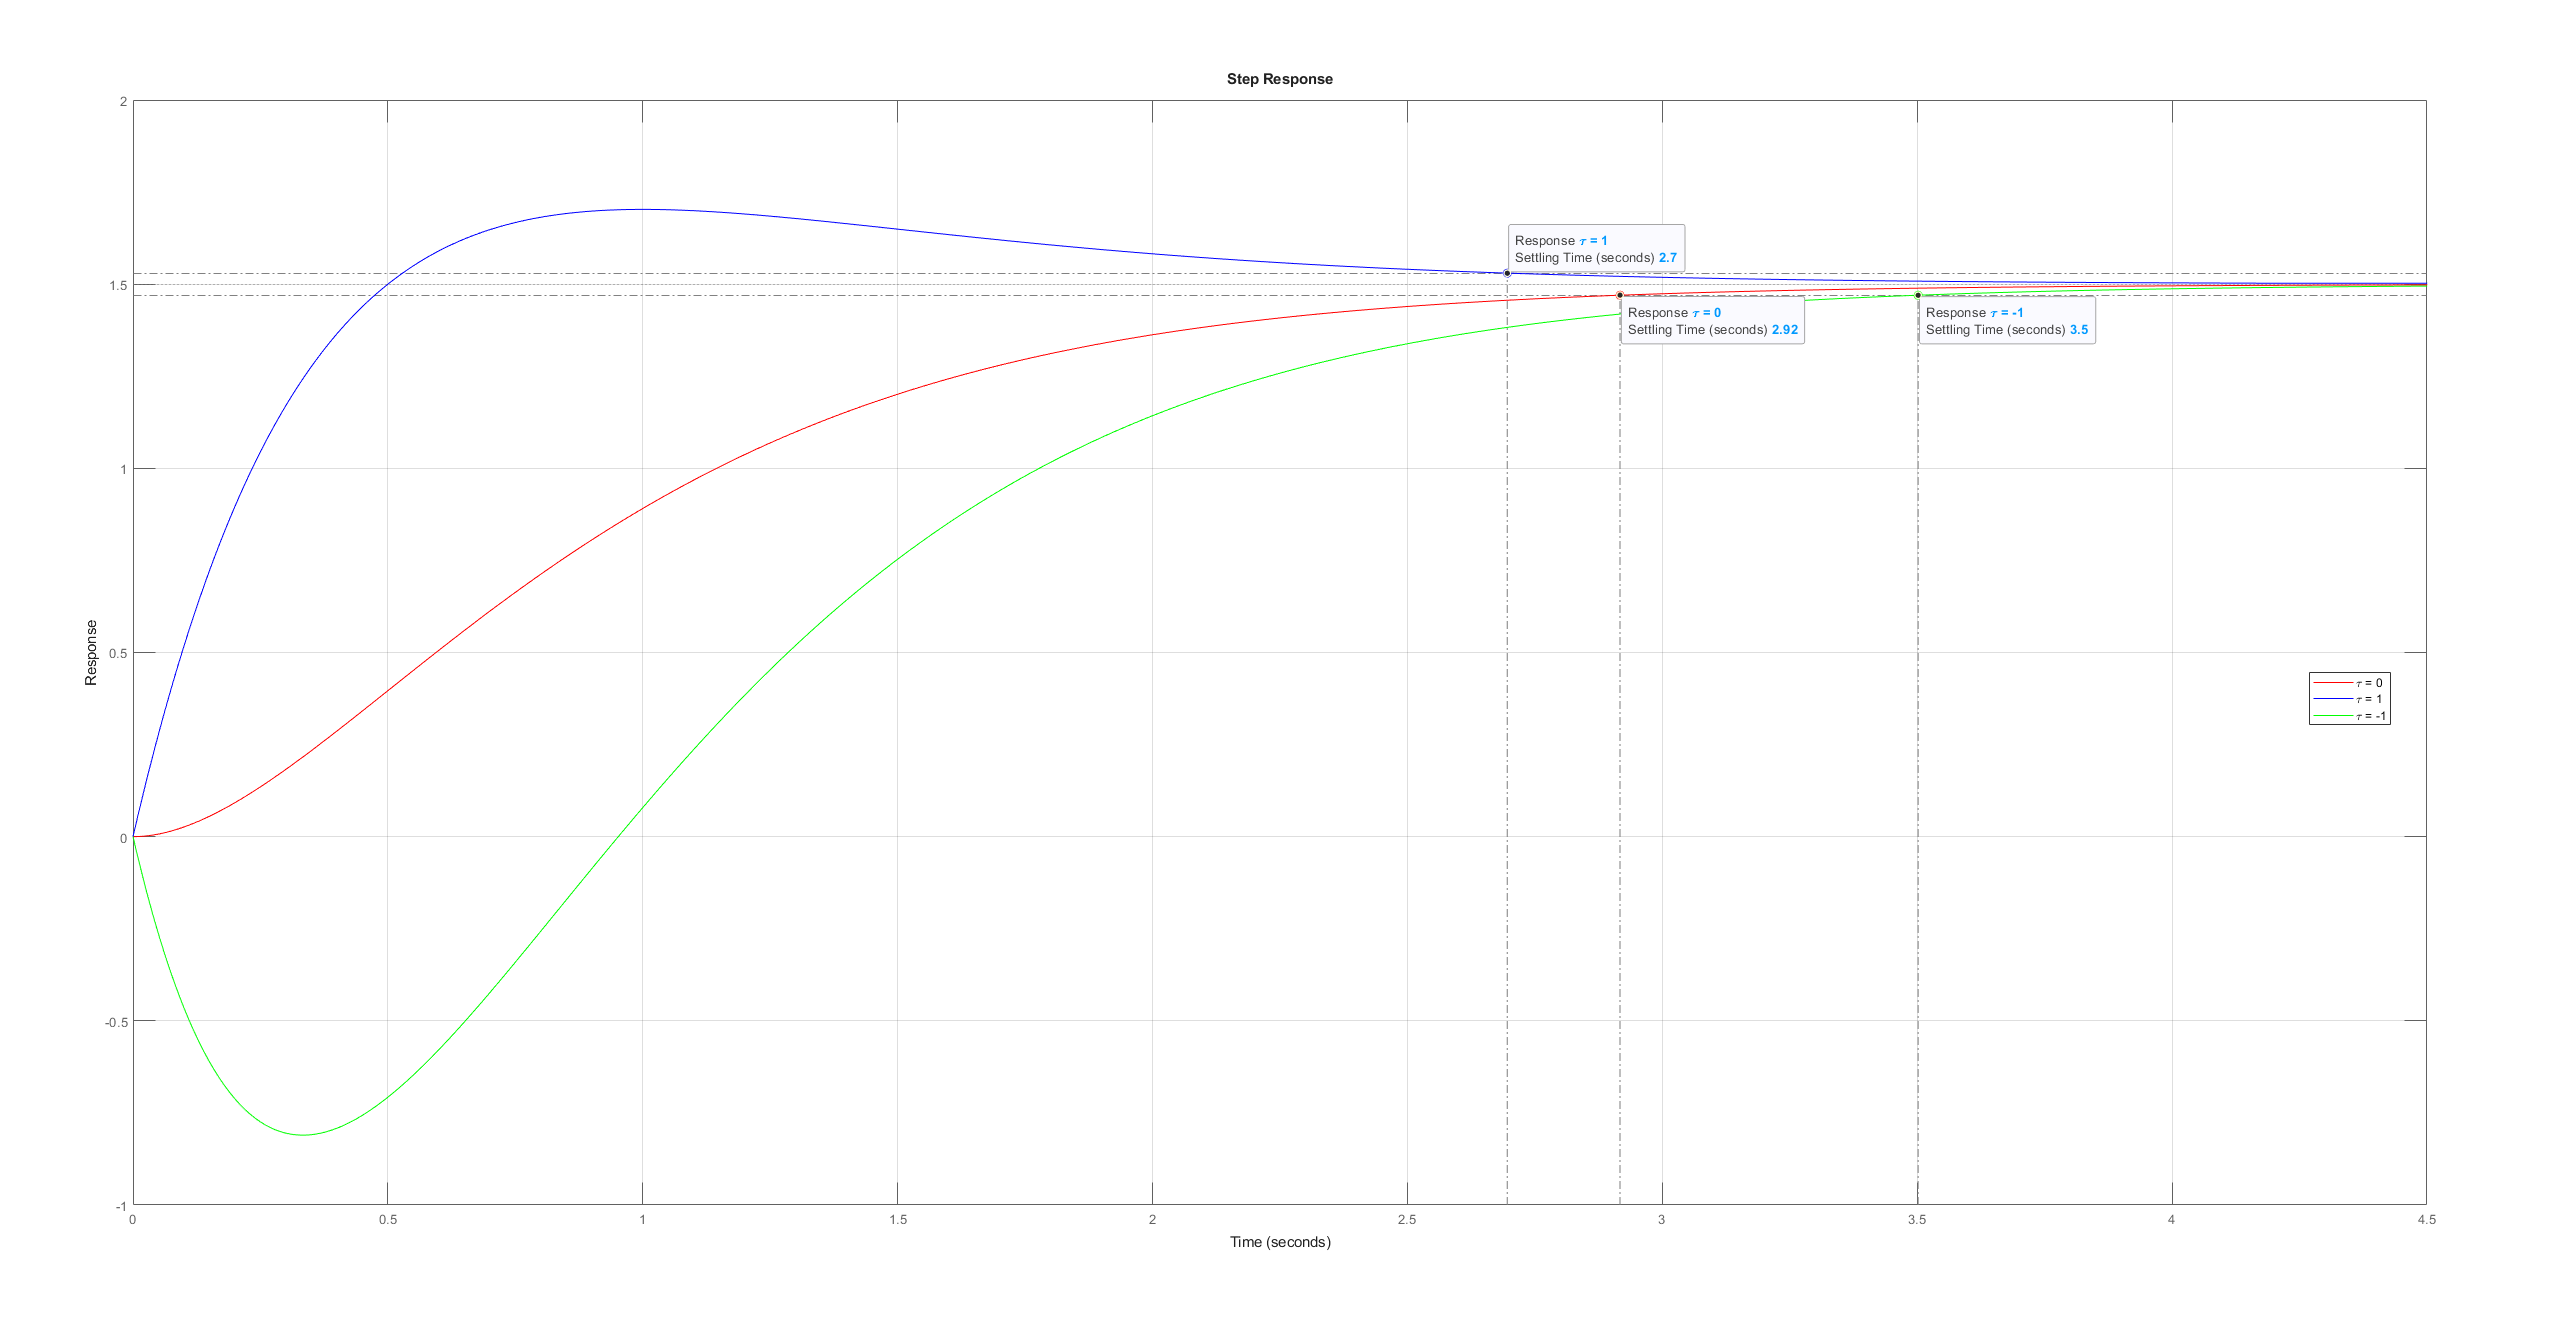 Step Response
2
1.5
1
0.5
0
-0.5
-1
Response
Response τ = 1
Settling Time (seconds) 2.7
Response τ = 0
Settling Time (seconds) 2.92
Response τ = -1
Settling Time (seconds) 3.5
τ = 0
τ = 1
τ = -1
0 0.5 1 1.5 2 2.5 3 3.5 4 4.5
Time (seconds)